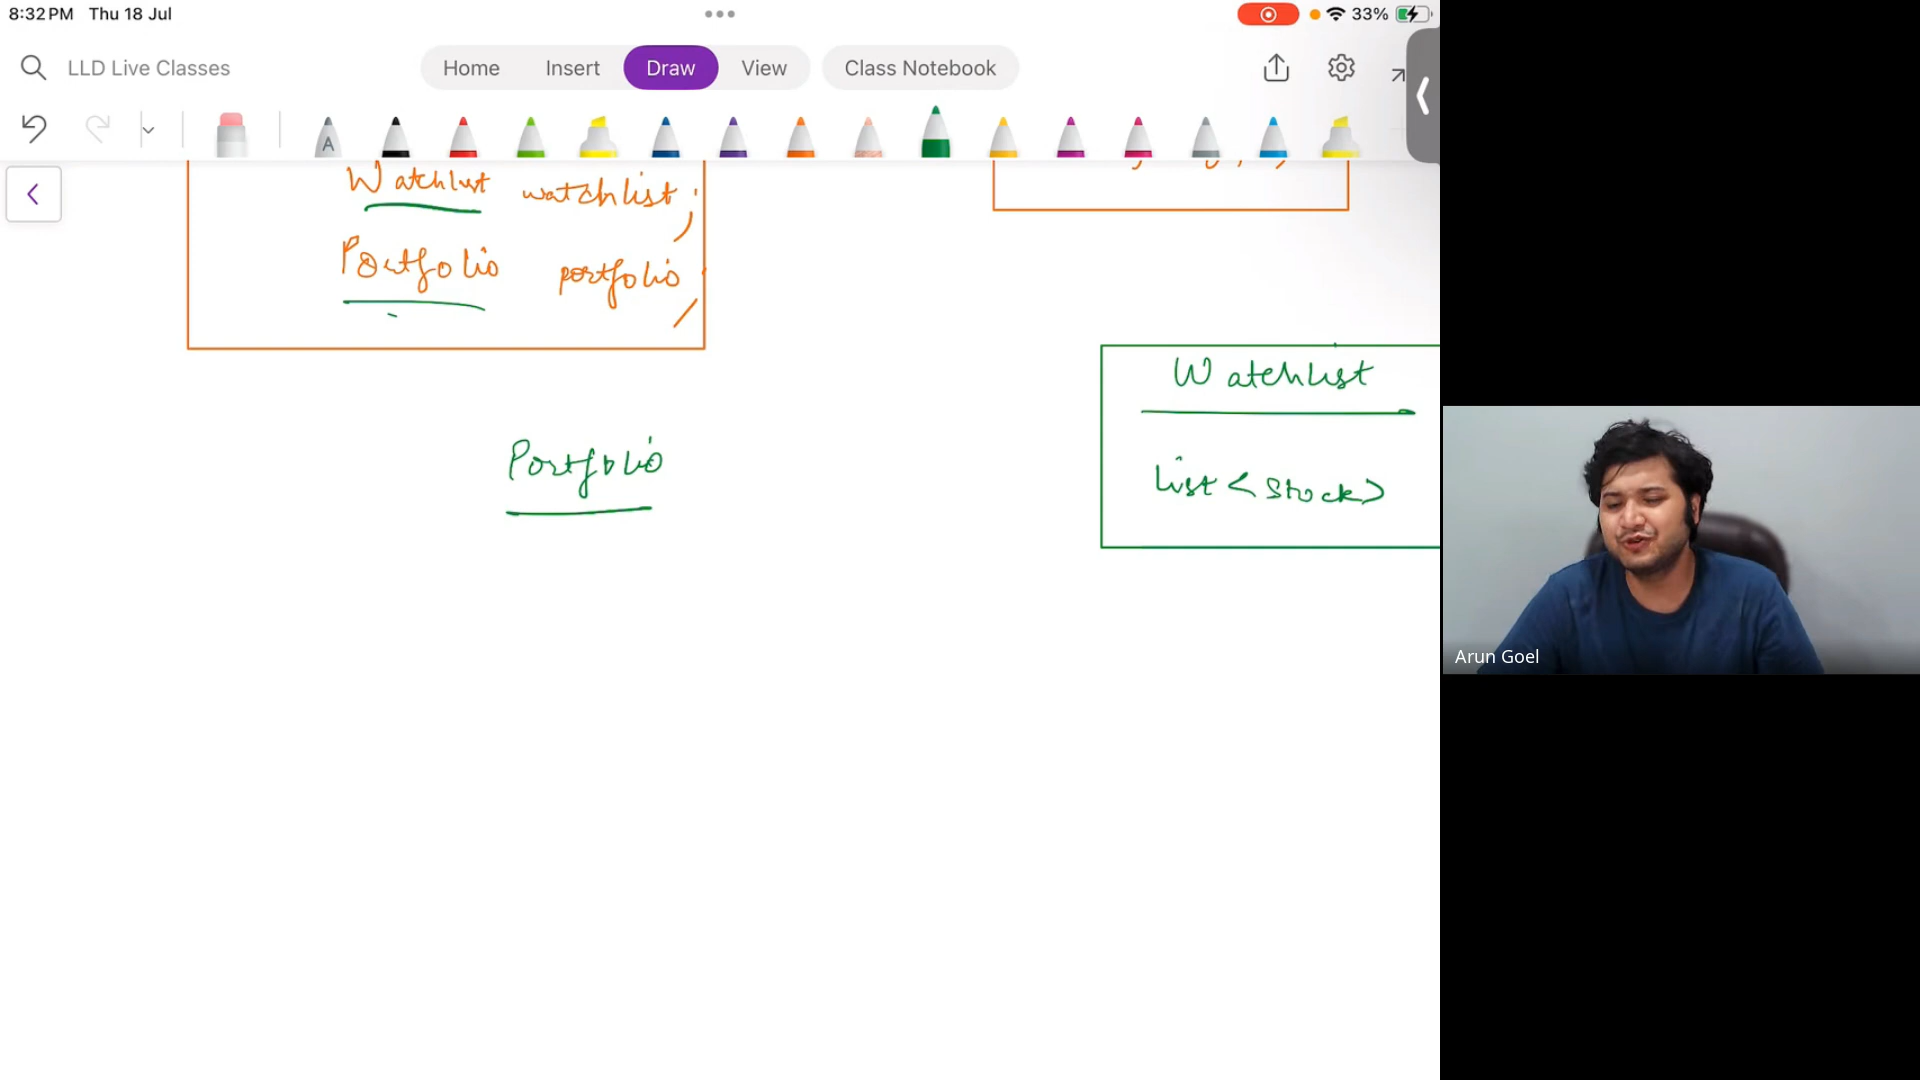 8:32 PM Thu 18 Jul
33%
LLD Live Classes
Home Insert Draw View Class Notebook
A
Watchlist watchlist;
Portfolio portfolio;
Watchlist
Portfolio
List<Stock>
Arun Goel